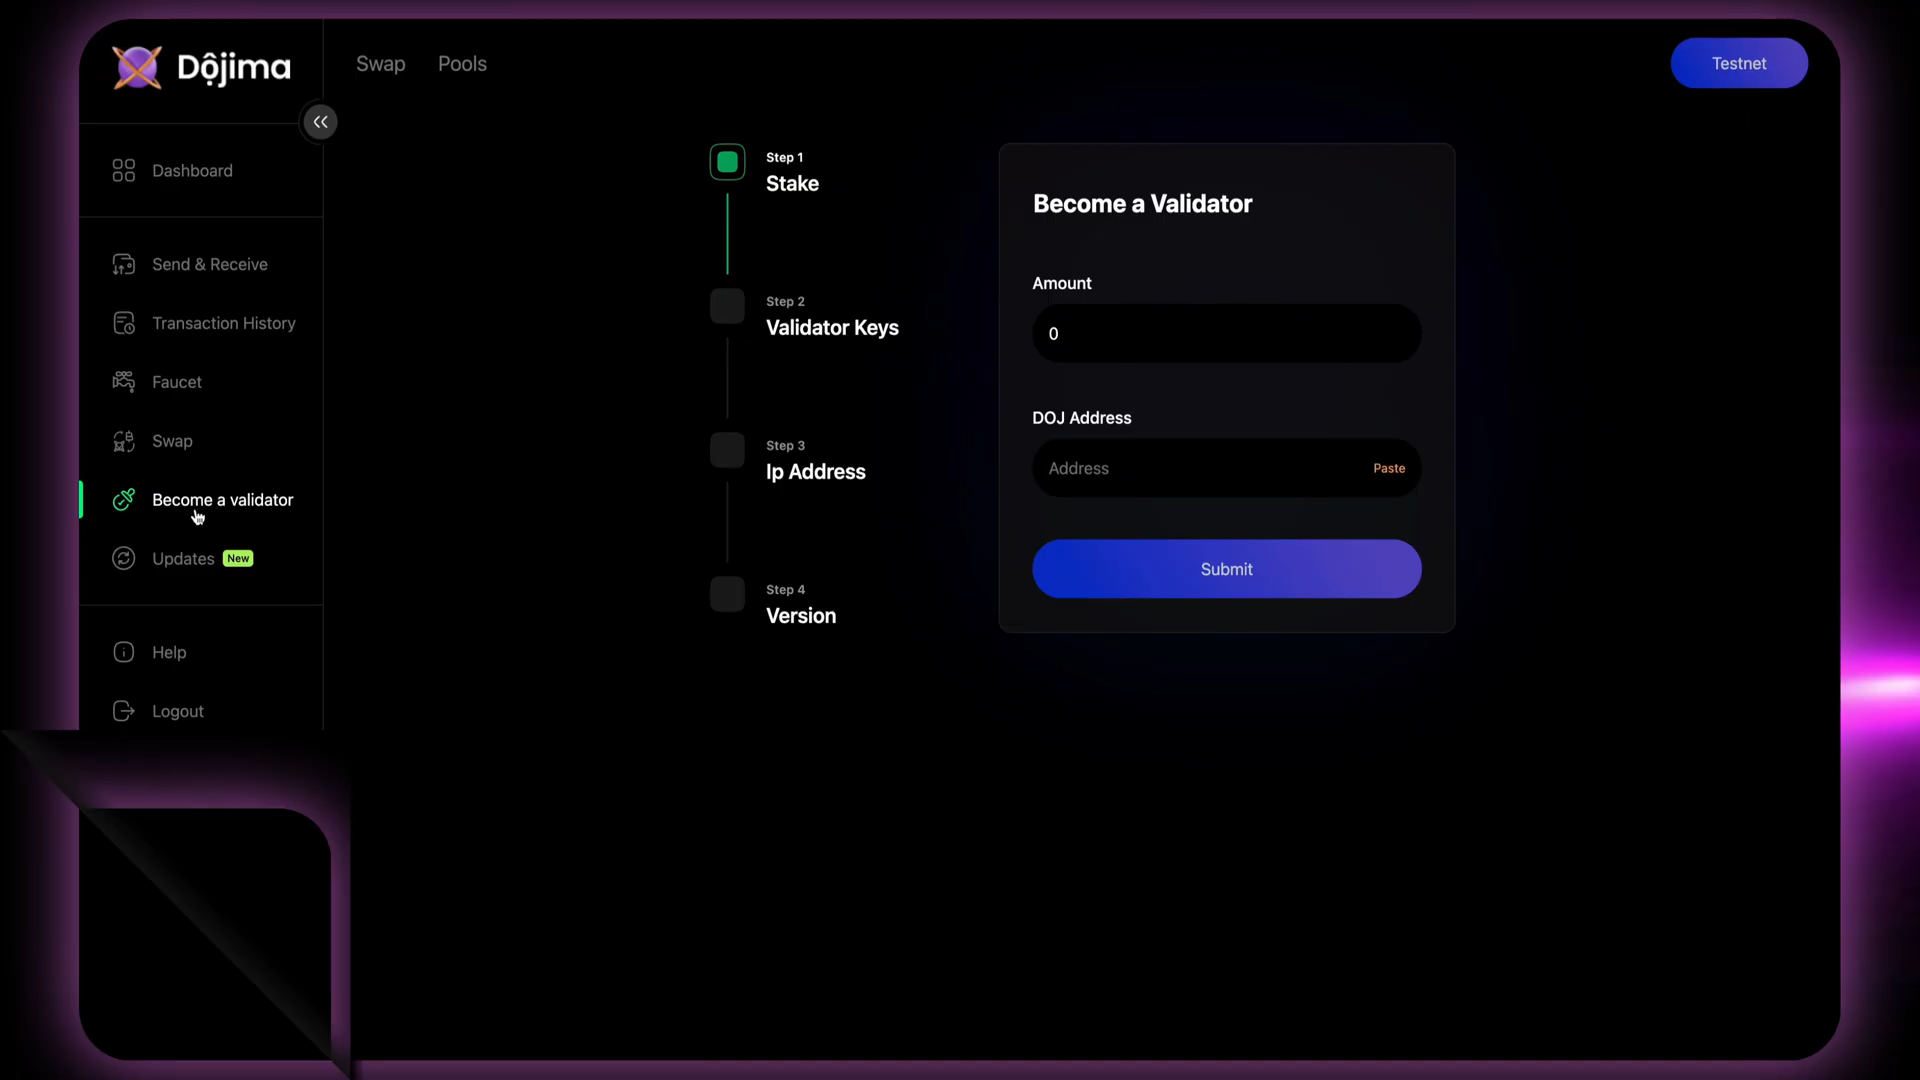 Dộjima
Swap
Pools
Testnet
Dashboard
Send & Receive
Transaction History
Faucet
Swap
Become a validator
Updates New
Help
Logout
Step 1
Stake
Step 2
Validator Keys
Step 3
Ip Address
Step 4
Version
Become a Validator
Amount
0
DOJ Address
Address
Paste
Submit